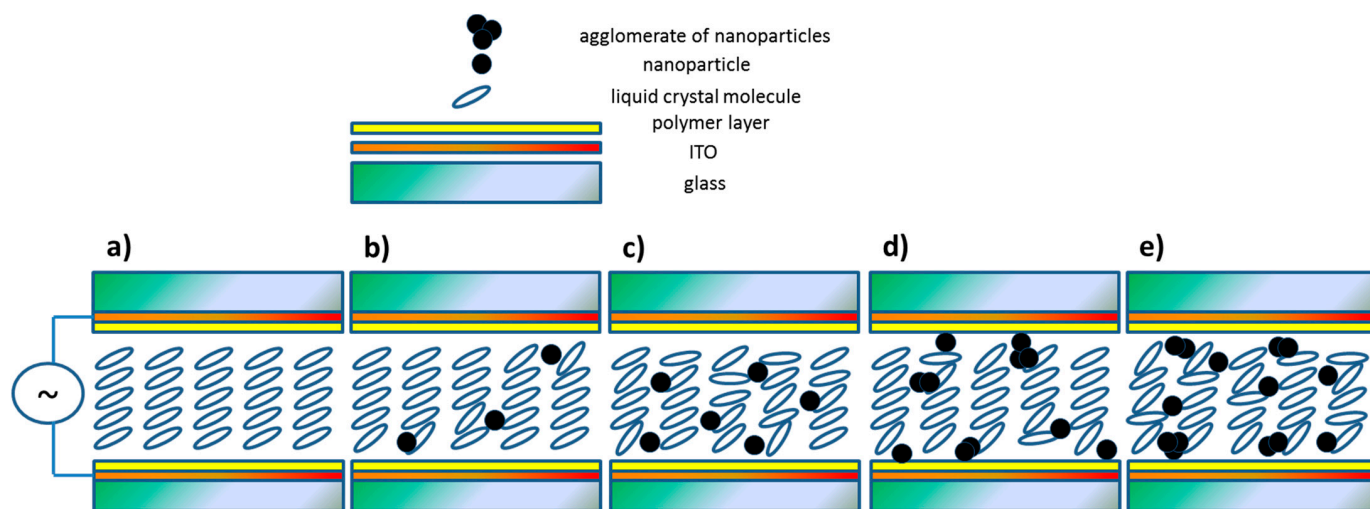 agglomerate of nanoparticles
nanoparticle
liquid crystal molecule
polymer layer
ITO
glass
a) b) c) d) e)
~